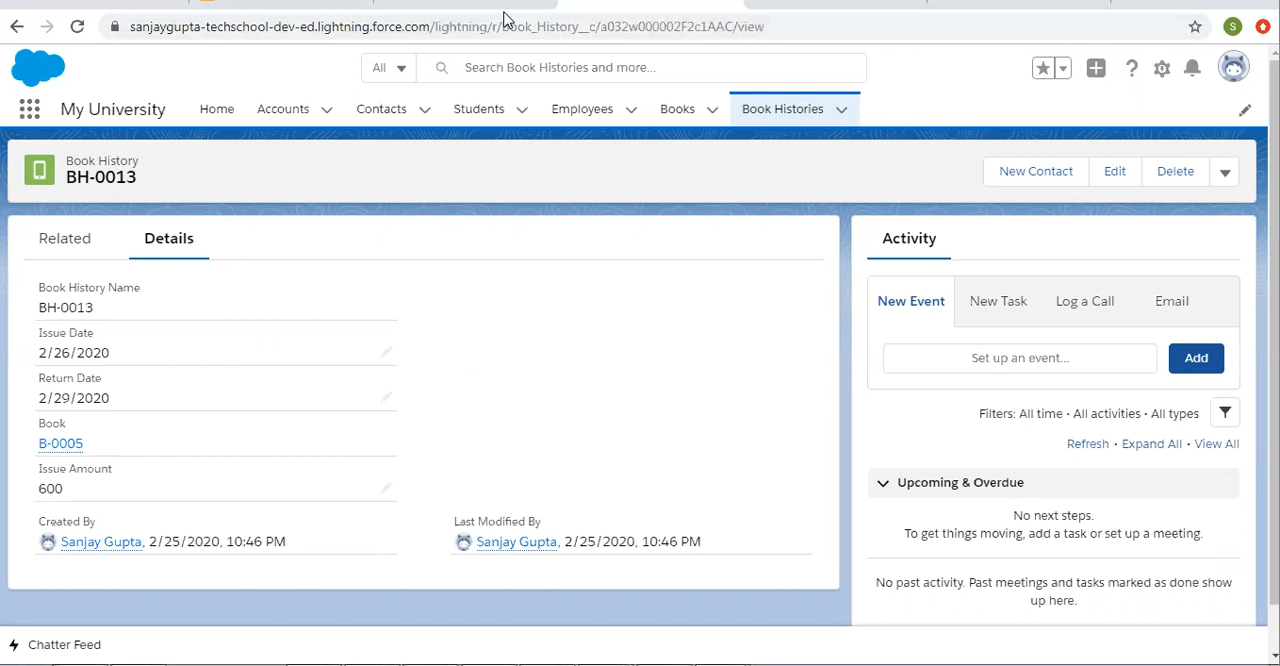 sanjaygupta-techschool-dev-ed.lightning.force.com/lightning/r/Book_History__c/a032w000002F2c1AAC/view
S
All
Search Book Histories and more...
My University
Home
Accounts
Contacts
Students
Employees
Books
Book Histories
Book History
BH-0013
New Contact
Edit
Delete
Related
Details
Book History Name
BH-0013
Issue Date
2/26/2020
Return Date
2/29/2020
Book
B-0005
Issue Amount
600
Created By
Sanjay Gupta, 2/25/2020, 10:46 PM
Last Modified By
Sanjay Gupta, 2/25/2020, 10:46 PM
Activity
New Event
New Task
Log a Call
Email
Set up an event...
Add
Filters: All time · All activities · All types
Refresh · Expand All · View All
Upcoming & Overdue
No next steps.
To get things moving, add a task or set up a meeting.
No past activity. Past meetings and tasks marked as done show
up here.
Chatter Feed